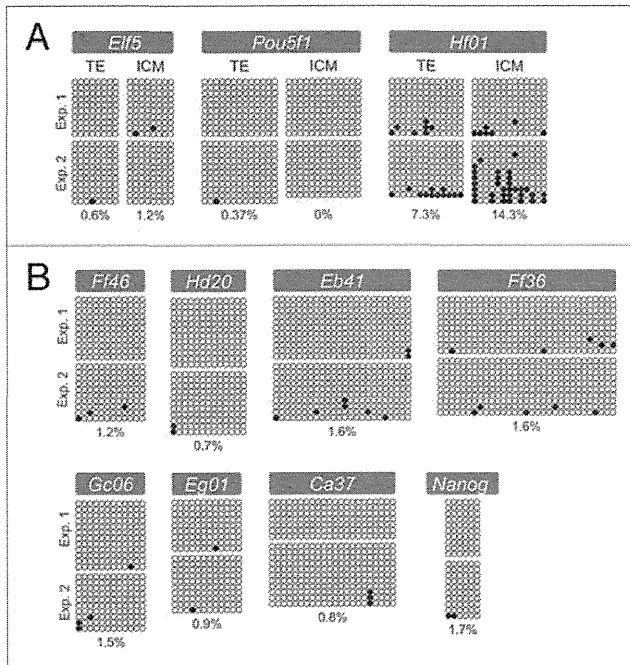 A
Elf5 Pou5f1 Hf01
TE ICM TE ICM TE ICM
Exp. 1
Exp. 2
0.6% 1.2% 0.37% 0% 7.3% 14.3%
B
Ff46 Hd20 Eb41 Ff36
Exp. 1
Exp. 2
1.2% 0.7% 1.6% 1.6%
Gc06 Eg01 Ca37 Nanog
Exp. 1
Exp. 2
1.5% 0.9% 0.8% 1.7%